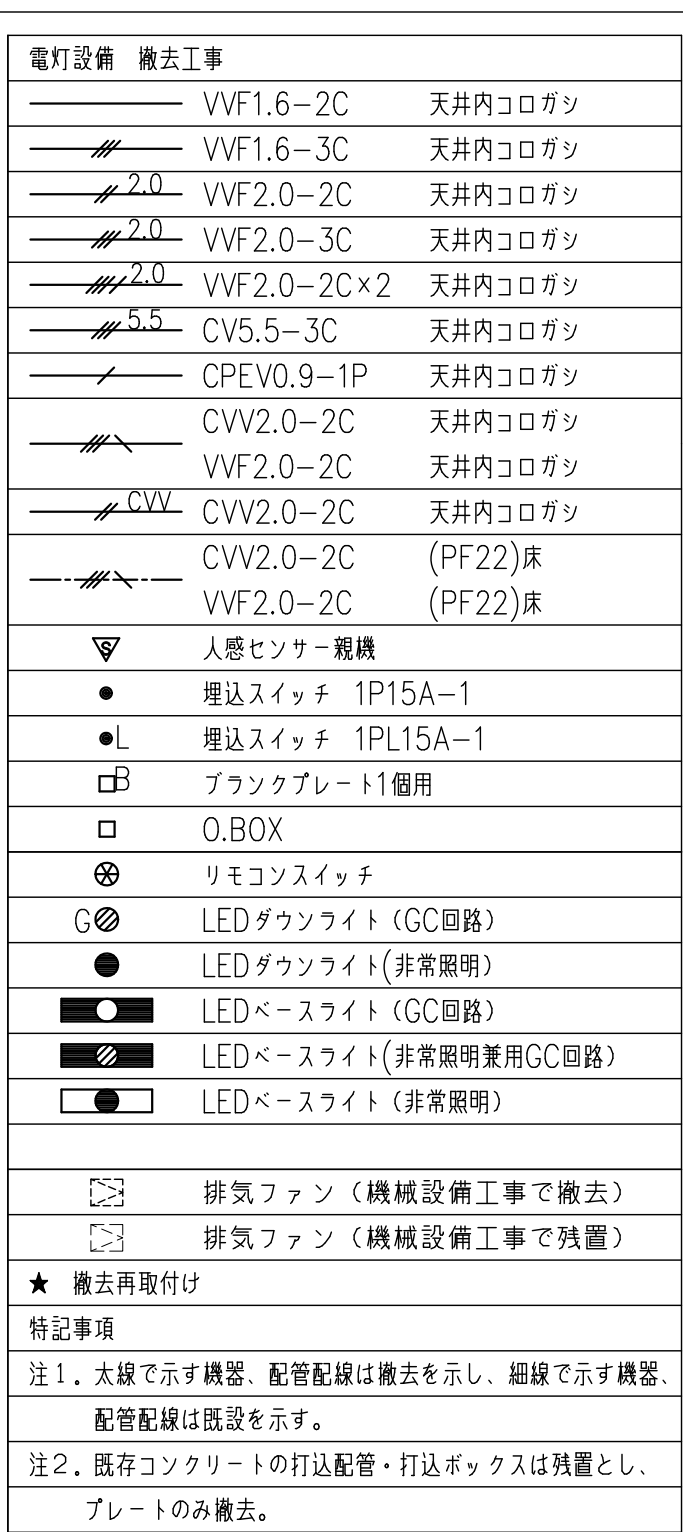 電灯設備　撤去工事
VVF1.6-2C　天井内コロガシ
VVF1.6-3C　天井内コロガシ
2.0　VVF2.0-2C　天井内コロガシ
2.0　VVF2.0-3C　天井内コロガシ
2.0　VVF2.0-2C×2　天井内コロガシ
5.5　CV5.5-3C　天井内コロガシ
CPEV0.9-1P　天井内コロガシ
CVV2.0-2C　天井内コロガシ
VVF2.0-2C　天井内コロガシ
CVV　CVV2.0-2C　天井内コロガシ
CVV2.0-2C　(PF22)床
VVF2.0-2C　(PF22)床
S　人感センサー親機
●　埋込スイッチ 1P15A-1
●L　埋込スイッチ 1PL15A-1
□B　ブランクプレート1個用
□　O.BOX
リモコンスイッチ
G　LEDダウンライト（GC回路）
●　LEDダウンライト(非常照明）
LEDベースライト（GC回路）
LEDベースライト(非常照明兼用GC回路）
LEDベースライト（非常照明）
排気ファン（機械設備工事で撤去）
排気ファン（機械設備工事で残置）
★　撤去再取付け
特記事項
注１．太線で示す機器、配管配線は撤去を示し、細線で示す機器、
配管配線は既設を示す。
注２．既存コンクリートの打込配管・打込ボックスは残置とし、
プレートのみ撤去。